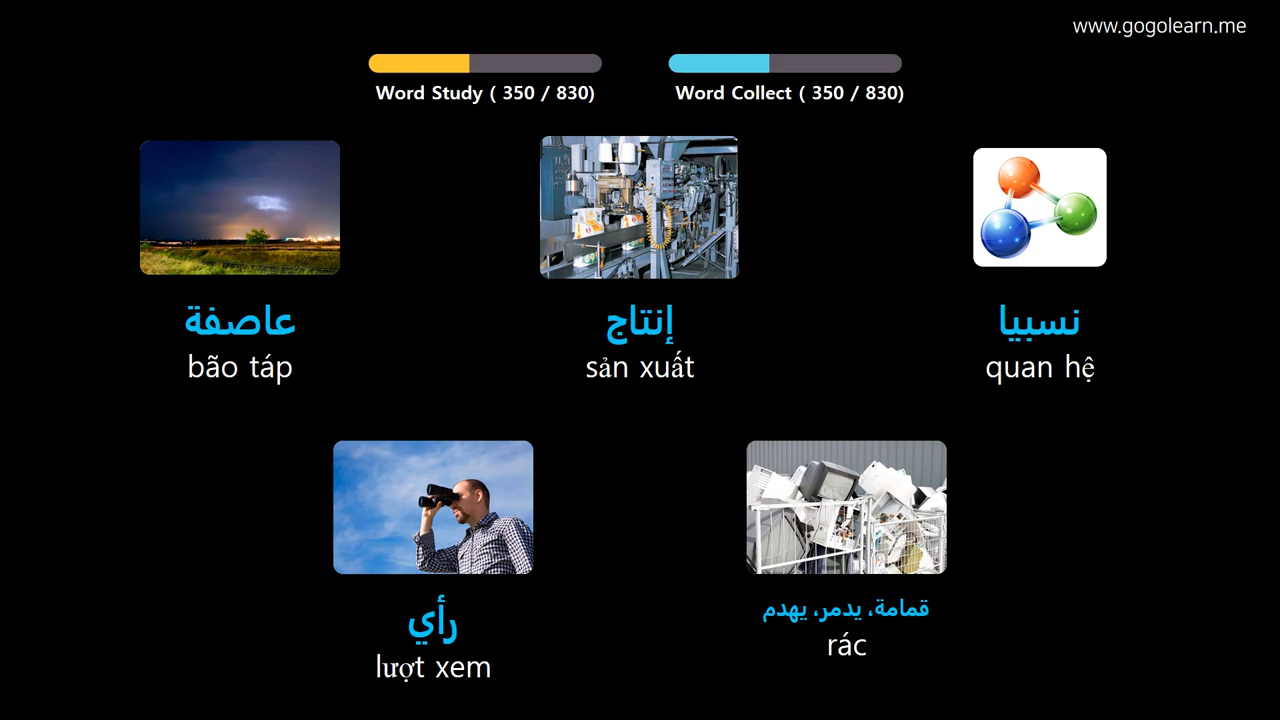 www.gogolearn.me
Word Study ( 350 / 830)
Word Collect ( 350 / 830)
عاصفة
bão táp
إنتاج
sản xuất
نسبيا
quan hệ
رأي
lượt xem
قمامة، يدمر، يهدم
rác